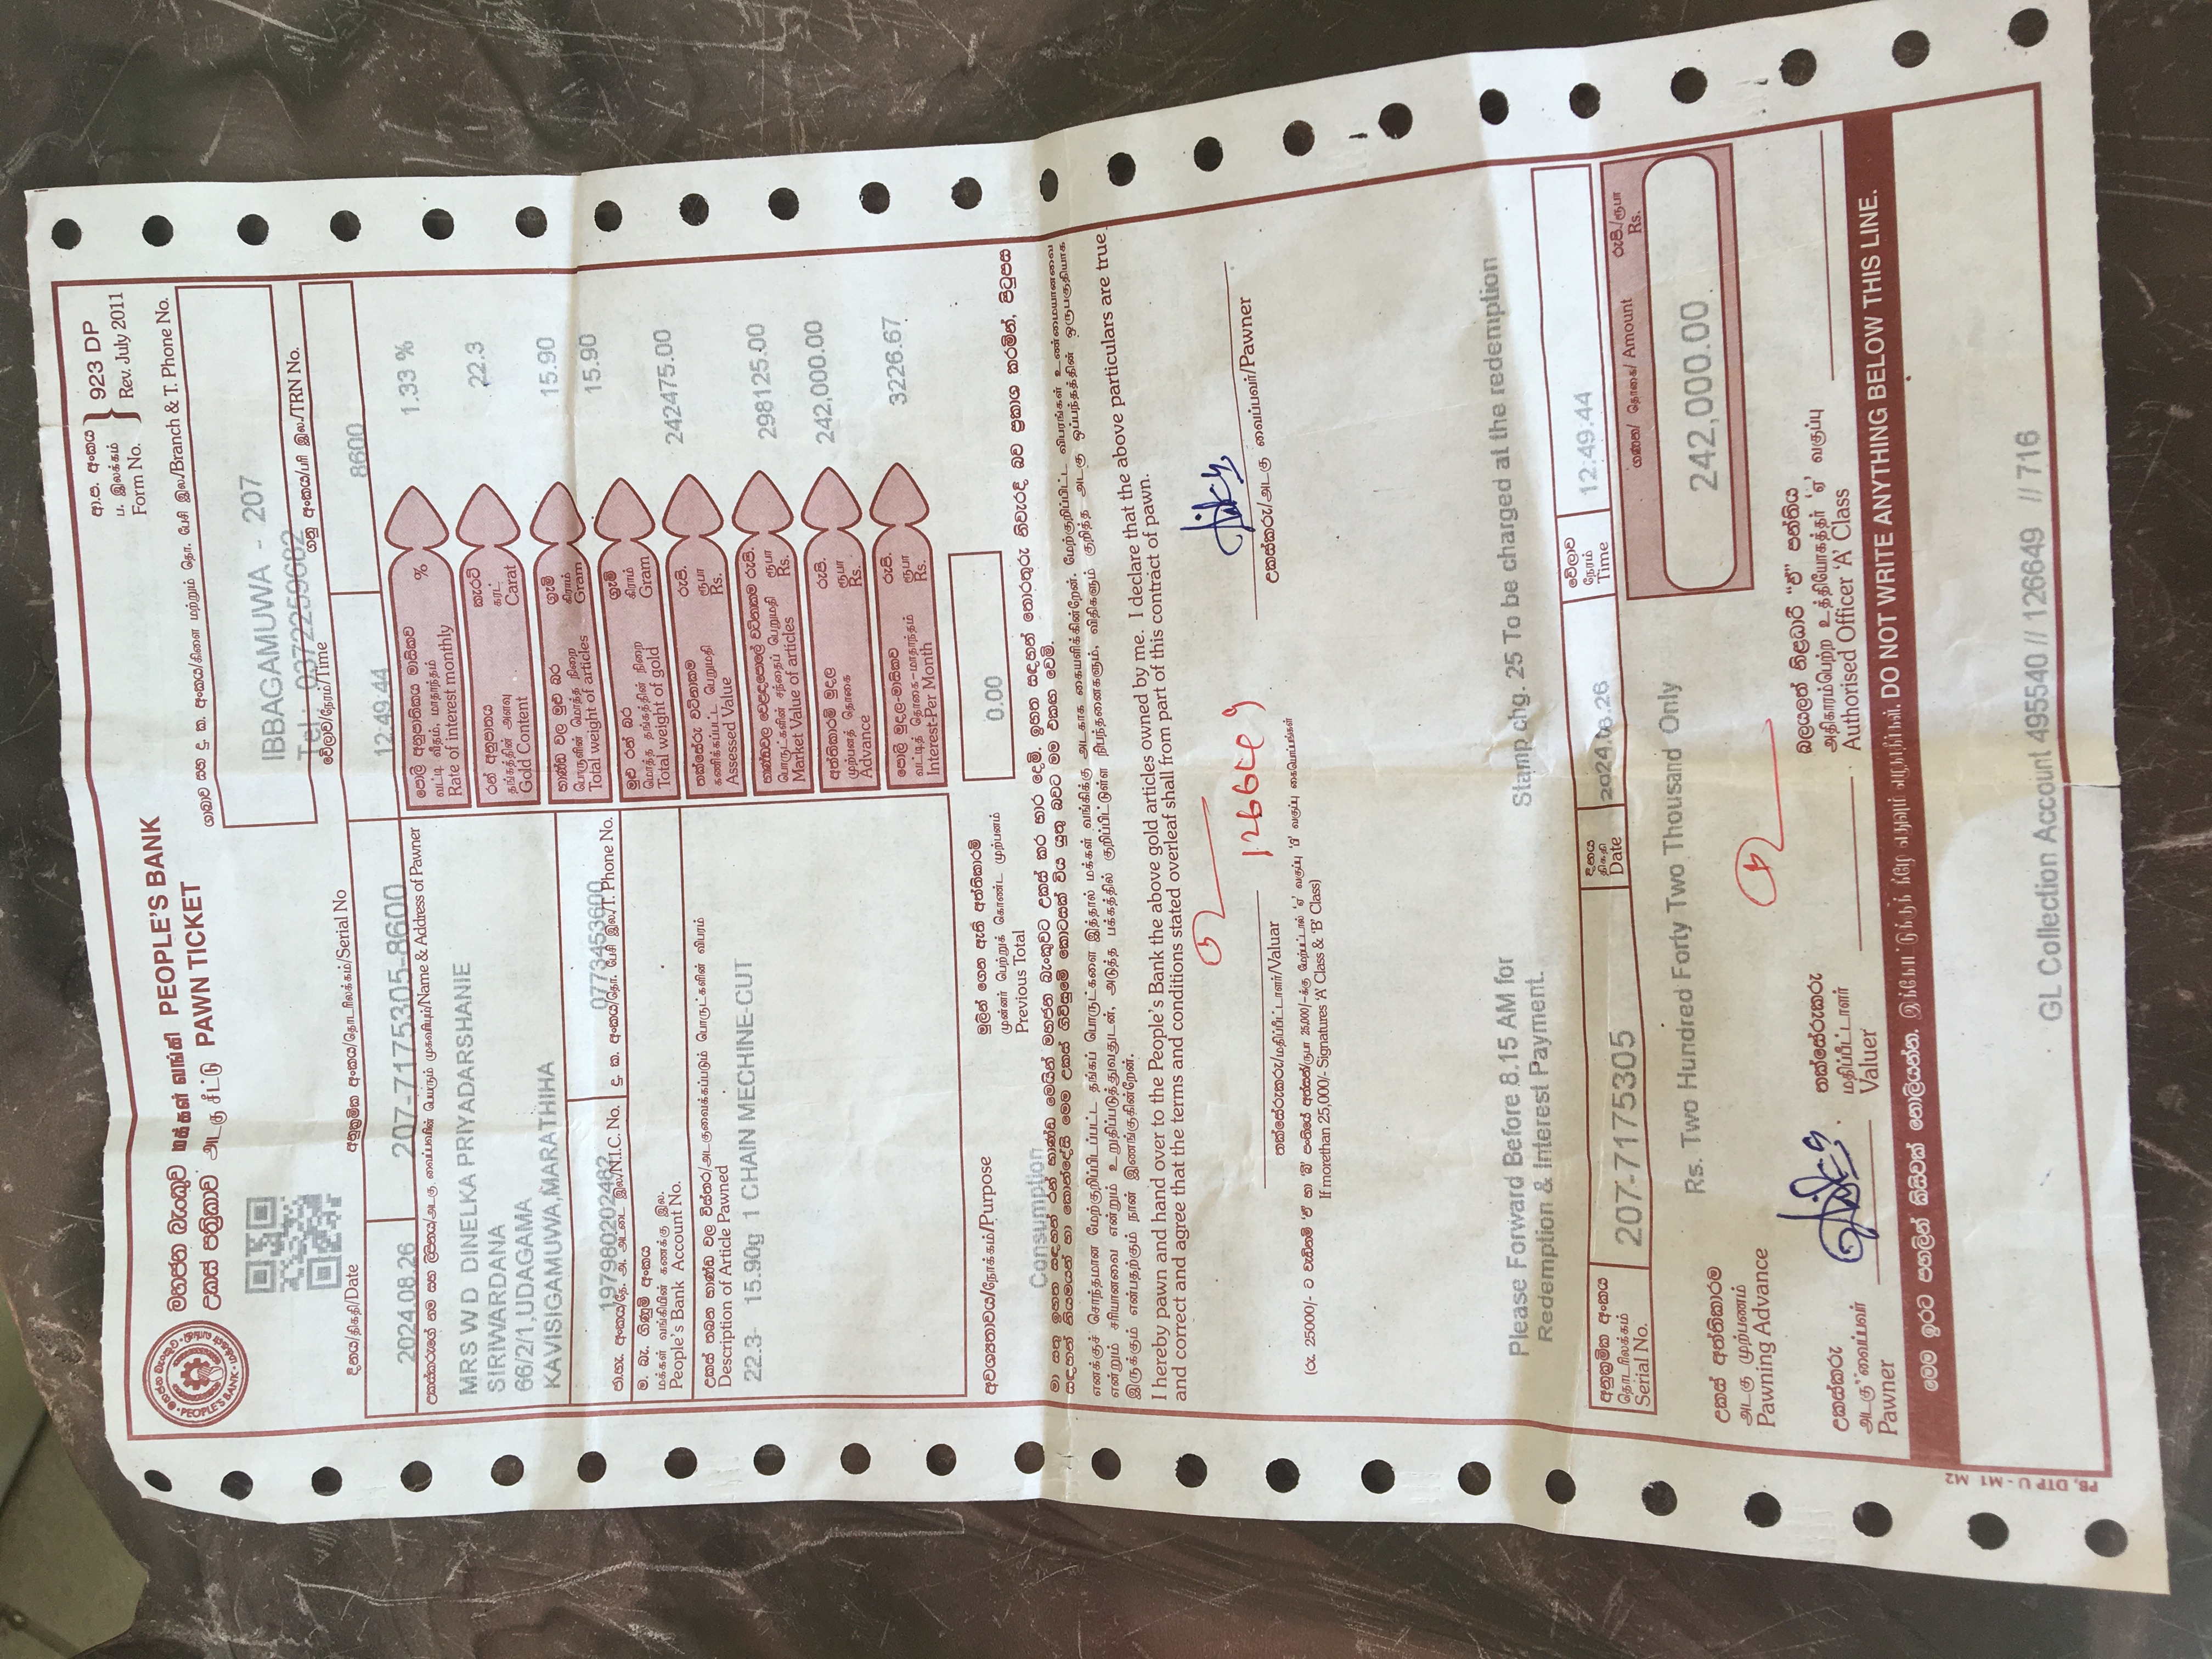 ආ.ප. අංකය
ப. இலக்கம்
Form No.
923 DP
Rev. July 2011
මහජන බැංකුව மக்கள் வங்கி PEOPLE'S BANK
උකස් පත්‍රිකාව அடகு சீட்டு PAWN TICKET
ශාඛාව සහ දු. ක. අංකය/கிளை மற்றும் தொ. பேசி இல./Branch & T. Phone No.
IBBAGAMUWA - 207
Tel : 0372259682
දිනය/திகதி/Date
අනුක්‍රමික අංකය/தொடரிலக்கம்/Serial No
වේලාව/நேரம்/Time
ගනු අංකය/பரி இல./TRN No.
2024.08.26
207-7175305-8600
12:49:44
8600
උකස්කරුගේ නම සහ ලිපිනය/அடகு வைப்பவரின் பெயரும் முகவரியும்/Name & Address of Pawner
MRS W D DINELKA PRIYADARSHANIE
SIRIWARDANA
66/2/1,UDAGAMA
KAVISIGAMUWA,MARATHIHA
197980202482
0773453600
ජා.හැ. අංකය/தே. அ. அட்டை இல./N.I.C. No.
දු. ක. අංකය/தொ. பேசி இல./T. Phone No.
ම. බැ. ගිණුම් අංකය
மக்கள் வங்கியின் கணக்கு இல.
People's Bank Account No.
උකස් තබන භාණ්ඩ වල විස්තර/அடகுவைக்கப்படும் பொருட்களின் விபரம்
Description of Article Pawned
22.3- 15.90g 1 CHAIN MECHINE-CUT
පොලී අනුපාතිකය මාසිකව
வட்டி வீதம், மாதாந்தம் %
Rate of interest monthly
1.33 %
රන් අනුපාතය කැරට්
தங்கத்தின் அளவு கரட்
Gold Content Carat
22.3
භාණ්ඩ වල මුළු බර ග්‍රෑම්
பொருளின் மொத்த நிறை கிராம்
Total weight of articles Gram
15.90
මුළු රන් බර ග්‍රෑම්
மொத்த தங்கத்தின் நிறை கிராம்
Total weight of gold Gram
15.90
තක්සේරු වටිනාකම රුපි.
கணிக்கப்பட்ட பெறுமதி ரூபா
Assessed Value Rs.
242475.00
භාණ්ඩවල වෙළඳපොලේ වටිනාකම රුපි.
பொருட்களின் சந்தைப் பெறுமதி ரூபா
Market Value of articles Rs.
298125.00
අත්තිකාරම් මුදල රුපි.
முற்பணத் தொகை ரூபா
Advance Rs.
242,000.00
පොලී මුදල-මාසිකව රුපි.
வட்டித் தொகை-மாதாந்தம் ரூபா
Interest-Per Month Rs.
3226.67
අවශ්‍යතාවය/நோக்கம்/Purpose
Consumption
මුලින් ගෙන ඇති අත්තිකාරම්
முன்னர் பெற்றுக் கொண்ட முற்பணம்
Previous Total
0.00
මා සතු ඉහත සඳහන් රන් භාණ්ඩ මෙයින් මහජන බැංකුවට උකස් කර භාර දෙමි. ඉහත සඳහන් තොරතුරු නිවැරදි බව ප්‍රකාශ කරමින්, පිටුපස
සඳහන් නියමයන් හා කොන්දේසි මෙම උකස් ගිවිසුමේ කොටසක් විය යුතු බවට මම එකඟ වෙමි.
எனக்குச் சொந்தமான மேற்குறிப்பிடப்பட்ட தங்கப் பொருட்களை இத்தால் மக்கள் வங்கிக்கு அடகாக கையளிக்கின்றேன். மேற்குறிப்பிட்ட விபரங்கள் உண்மையானவை
என்றும் சரியானவை என்றும் உறுதிப்படுத்துவதுடன், அடுத்த பக்கத்தில் குறிப்பிட்டுள்ள நிபந்தனைகளும், விதிகளும் குறித்த அடகு ஒப்பந்தத்தின் ஒருபகுதியாக
இருக்கும் என்பதற்கும் நான் இணங்குகின்றேன்.
I hereby pawn and hand over to the People's Bank the above gold articles owned by me. I declare that the above particulars are true
and correct and agree that the terms and conditions stated overleaf shall from part of this contract of pawn.
126649
තක්සේරුකරු/மதிப்பீட்டாளர்/Valuar
උකස්කරු/அடகு வைப்பவர்/Pawner
(රු. 25000/- ට වැඩිනම් 'ඒ' හා 'බී' පංතියේ අත්සන්/ரூபா 25,000/-க்கு மேற்பட்டால் 'ஏ' வகுப்பு 'பி' வகுப்பு கையொப்பங்கள்
If morethan 25,000/- Signatures 'A' Class & 'B' Class)
Please Forward Before 8.15 AM for
Redemption & Interest Payment.
Stamp chg. 25 To be charged at the redemption
අනුක්‍රමික අංකය
தொடரிலக்கம்
Serial No.
207-7175305
දිනය
திகதி
Date
2024.08.26
වේලාව
நேரம்
Time
12:49:44
ගණන/ தொகை/ Amount
රුපි./ரூபா
Rs.
242,000.00
Rs. Two Hundred Forty Two Thousand Only
උකස් අත්තිකාරම
அடகு முற்பணம்
Pawning Advance
උකස්කරු
அடகு வைப்பவர்
Pawner
තක්සේරුකරු
மதிப்பீட்டாளர்
Valuer
බලයලත් නිළධාරී "ඒ" පන්තිය
அதிகாரம்பெற்ற உத்தியோகத்தர் 'ஏ' வகுப்பு
Authorised Officer 'A' Class
මෙම ඉරට පහලින් කිසිවක් නොලියන්න. இக்கோட்டுக்குக் கீழே எதுவும் எழுதாதீர்கள். DO NOT WRITE ANYTHING BELOW THIS LINE.
PB, DTP U - M1 M2
GL Collection Account 495540 // 126649 // 716